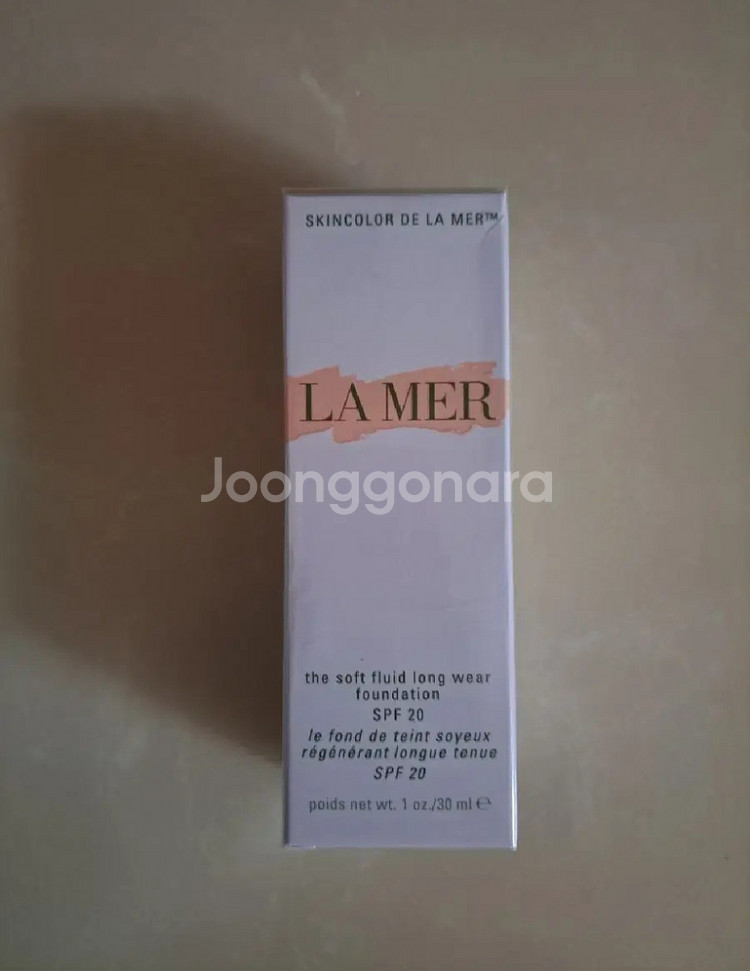 SKINCOLOR DE LA MER™
LA MER
Joonggonara
the soft fluid long wear
foundation
SPF 20
le fond de teint soyeux
régénérant longue tenue
SPF 20
poids net wt. 1 oz./30 ml ℮